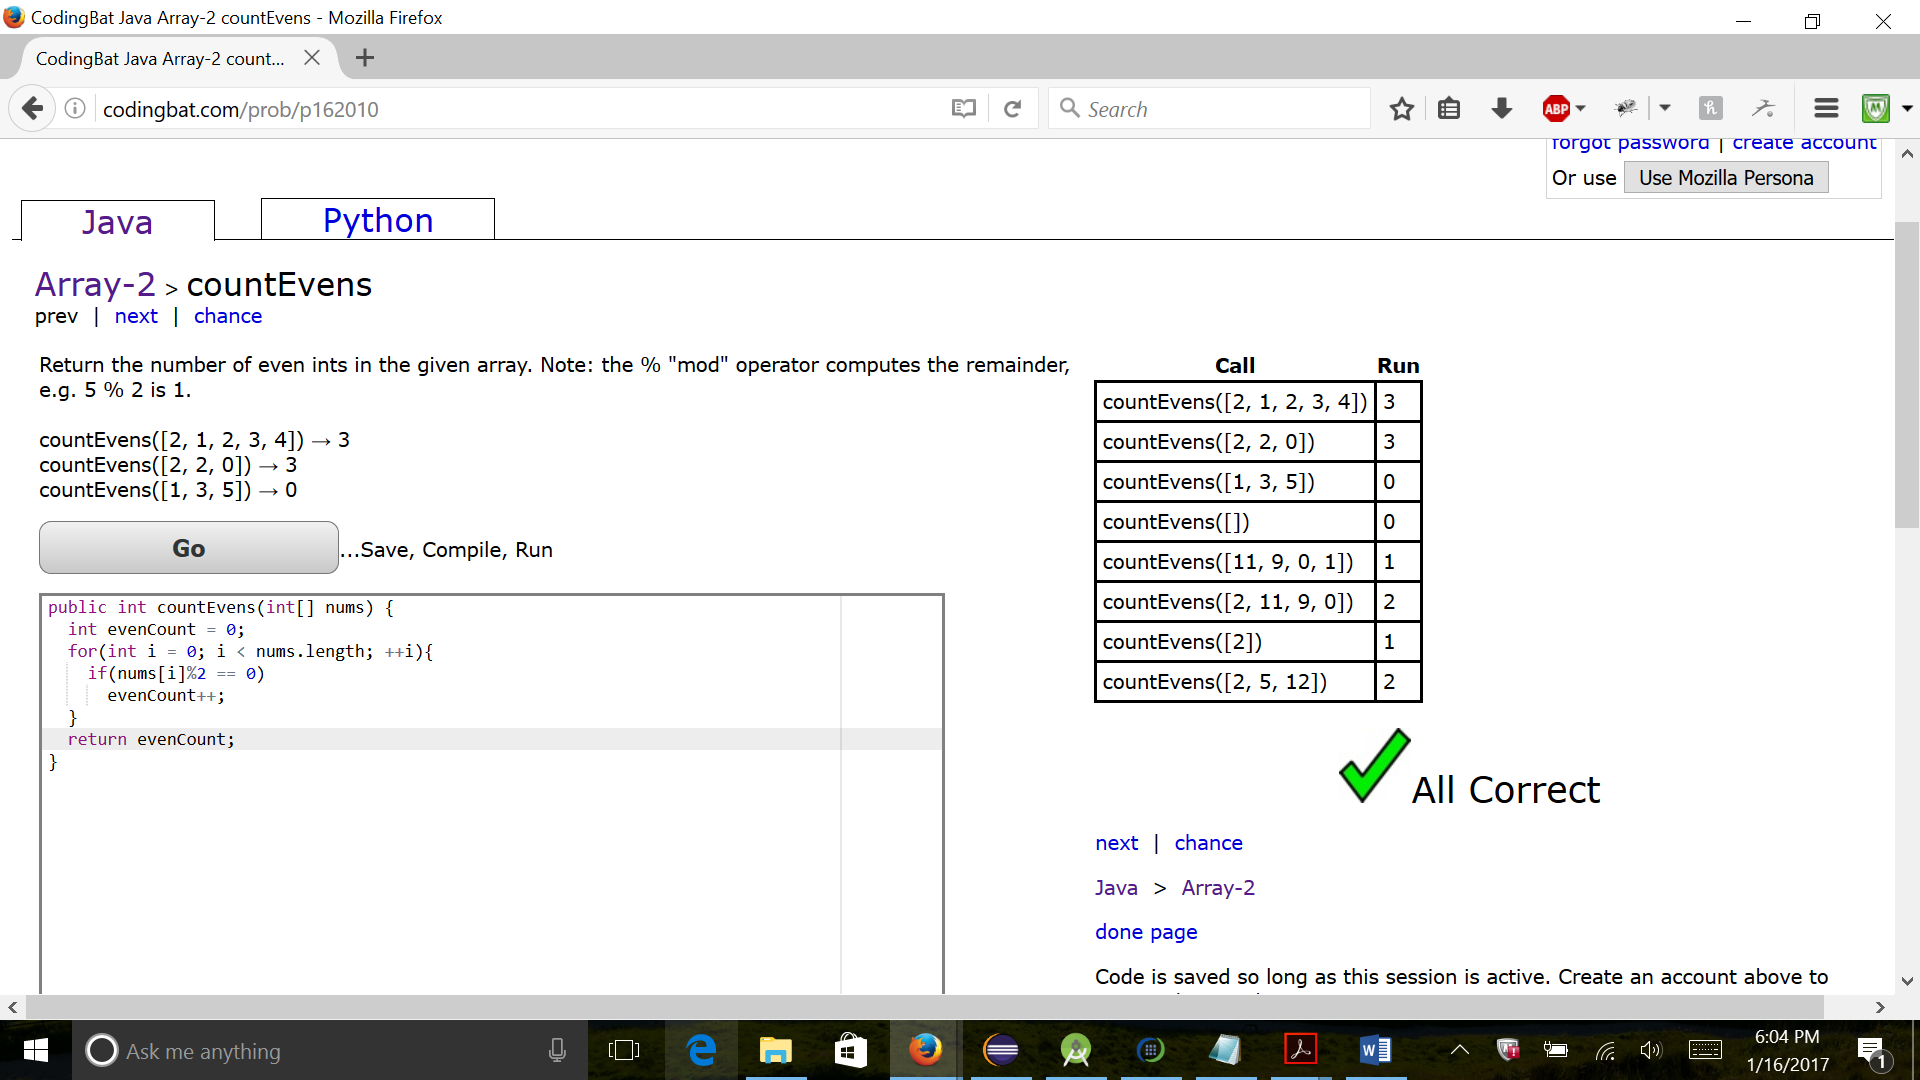 CodingBat Java Array-2 countEvens - Mozilla Firefox
CodingBat Java Array-2 count...
codingbat.com/prob/p162010
Search
ABP
forgot password | create account
Or use Use Mozilla Persona
Java
Python
Array-2 > countEvens
prev | next | chance
Return the number of even ints in the given array. Note: the % "mod" operator computes the remainder,
e.g. 5 % 2 is 1.
countEvens([2, 1, 2, 3, 4]) → 3
countEvens([2, 2, 0]) → 3
countEvens([1, 3, 5]) → 0
Go
...Save, Compile, Run
public int countEvens(int[] nums) {
int evenCount = 0;
for(int i = 0; i < nums.length; ++i){
if(nums[i]%2 == 0)
evenCount++;
}
return evenCount;
}
Call Run
countEvens([2, 1, 2, 3, 4]) 3
countEvens([2, 2, 0]) 3
countEvens([1, 3, 5]) 0
countEvens([]) 0
countEvens([11, 9, 0, 1]) 1
countEvens([2, 11, 9, 0]) 2
countEvens([2]) 1
countEvens([2, 5, 12]) 2
All Correct
next | chance
Java > Array-2
done page
Code is saved so long as this session is active. Create an account above to
Ask me anything
6:04 PM
1/16/2017
1